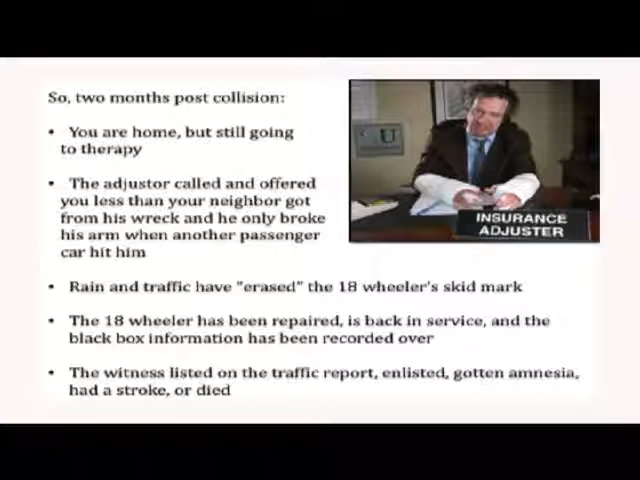 So, two months post collision:
• You are home, but still going
to therapy
• The adjustor called and offered
you less than your neighbor got
from his wreck and he only broke
his arm when another passenger
car hit him
U
INSURANCE
ADJUSTER
• Rain and traffic have "erased" the 18 wheeler's skid mark
• The 18 wheeler has been repaired, is back in service, and the
black box information has been recorded over
• The witness listed on the traffic report, enlisted, gotten amnesia,
had a stroke, or died